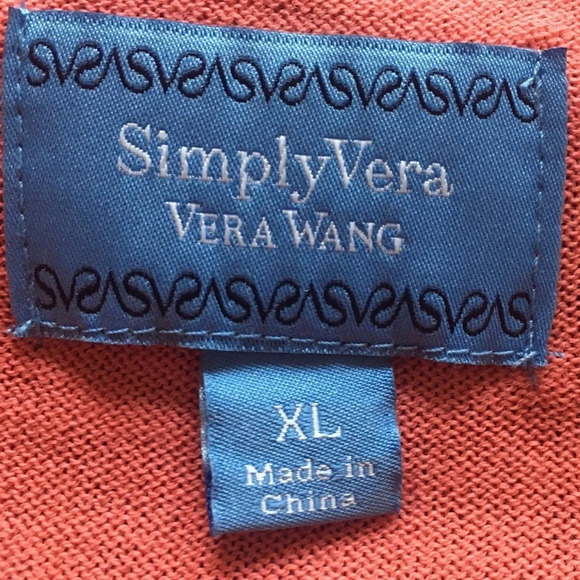 SimplyVera
VERA WANG
XL
Made in
China